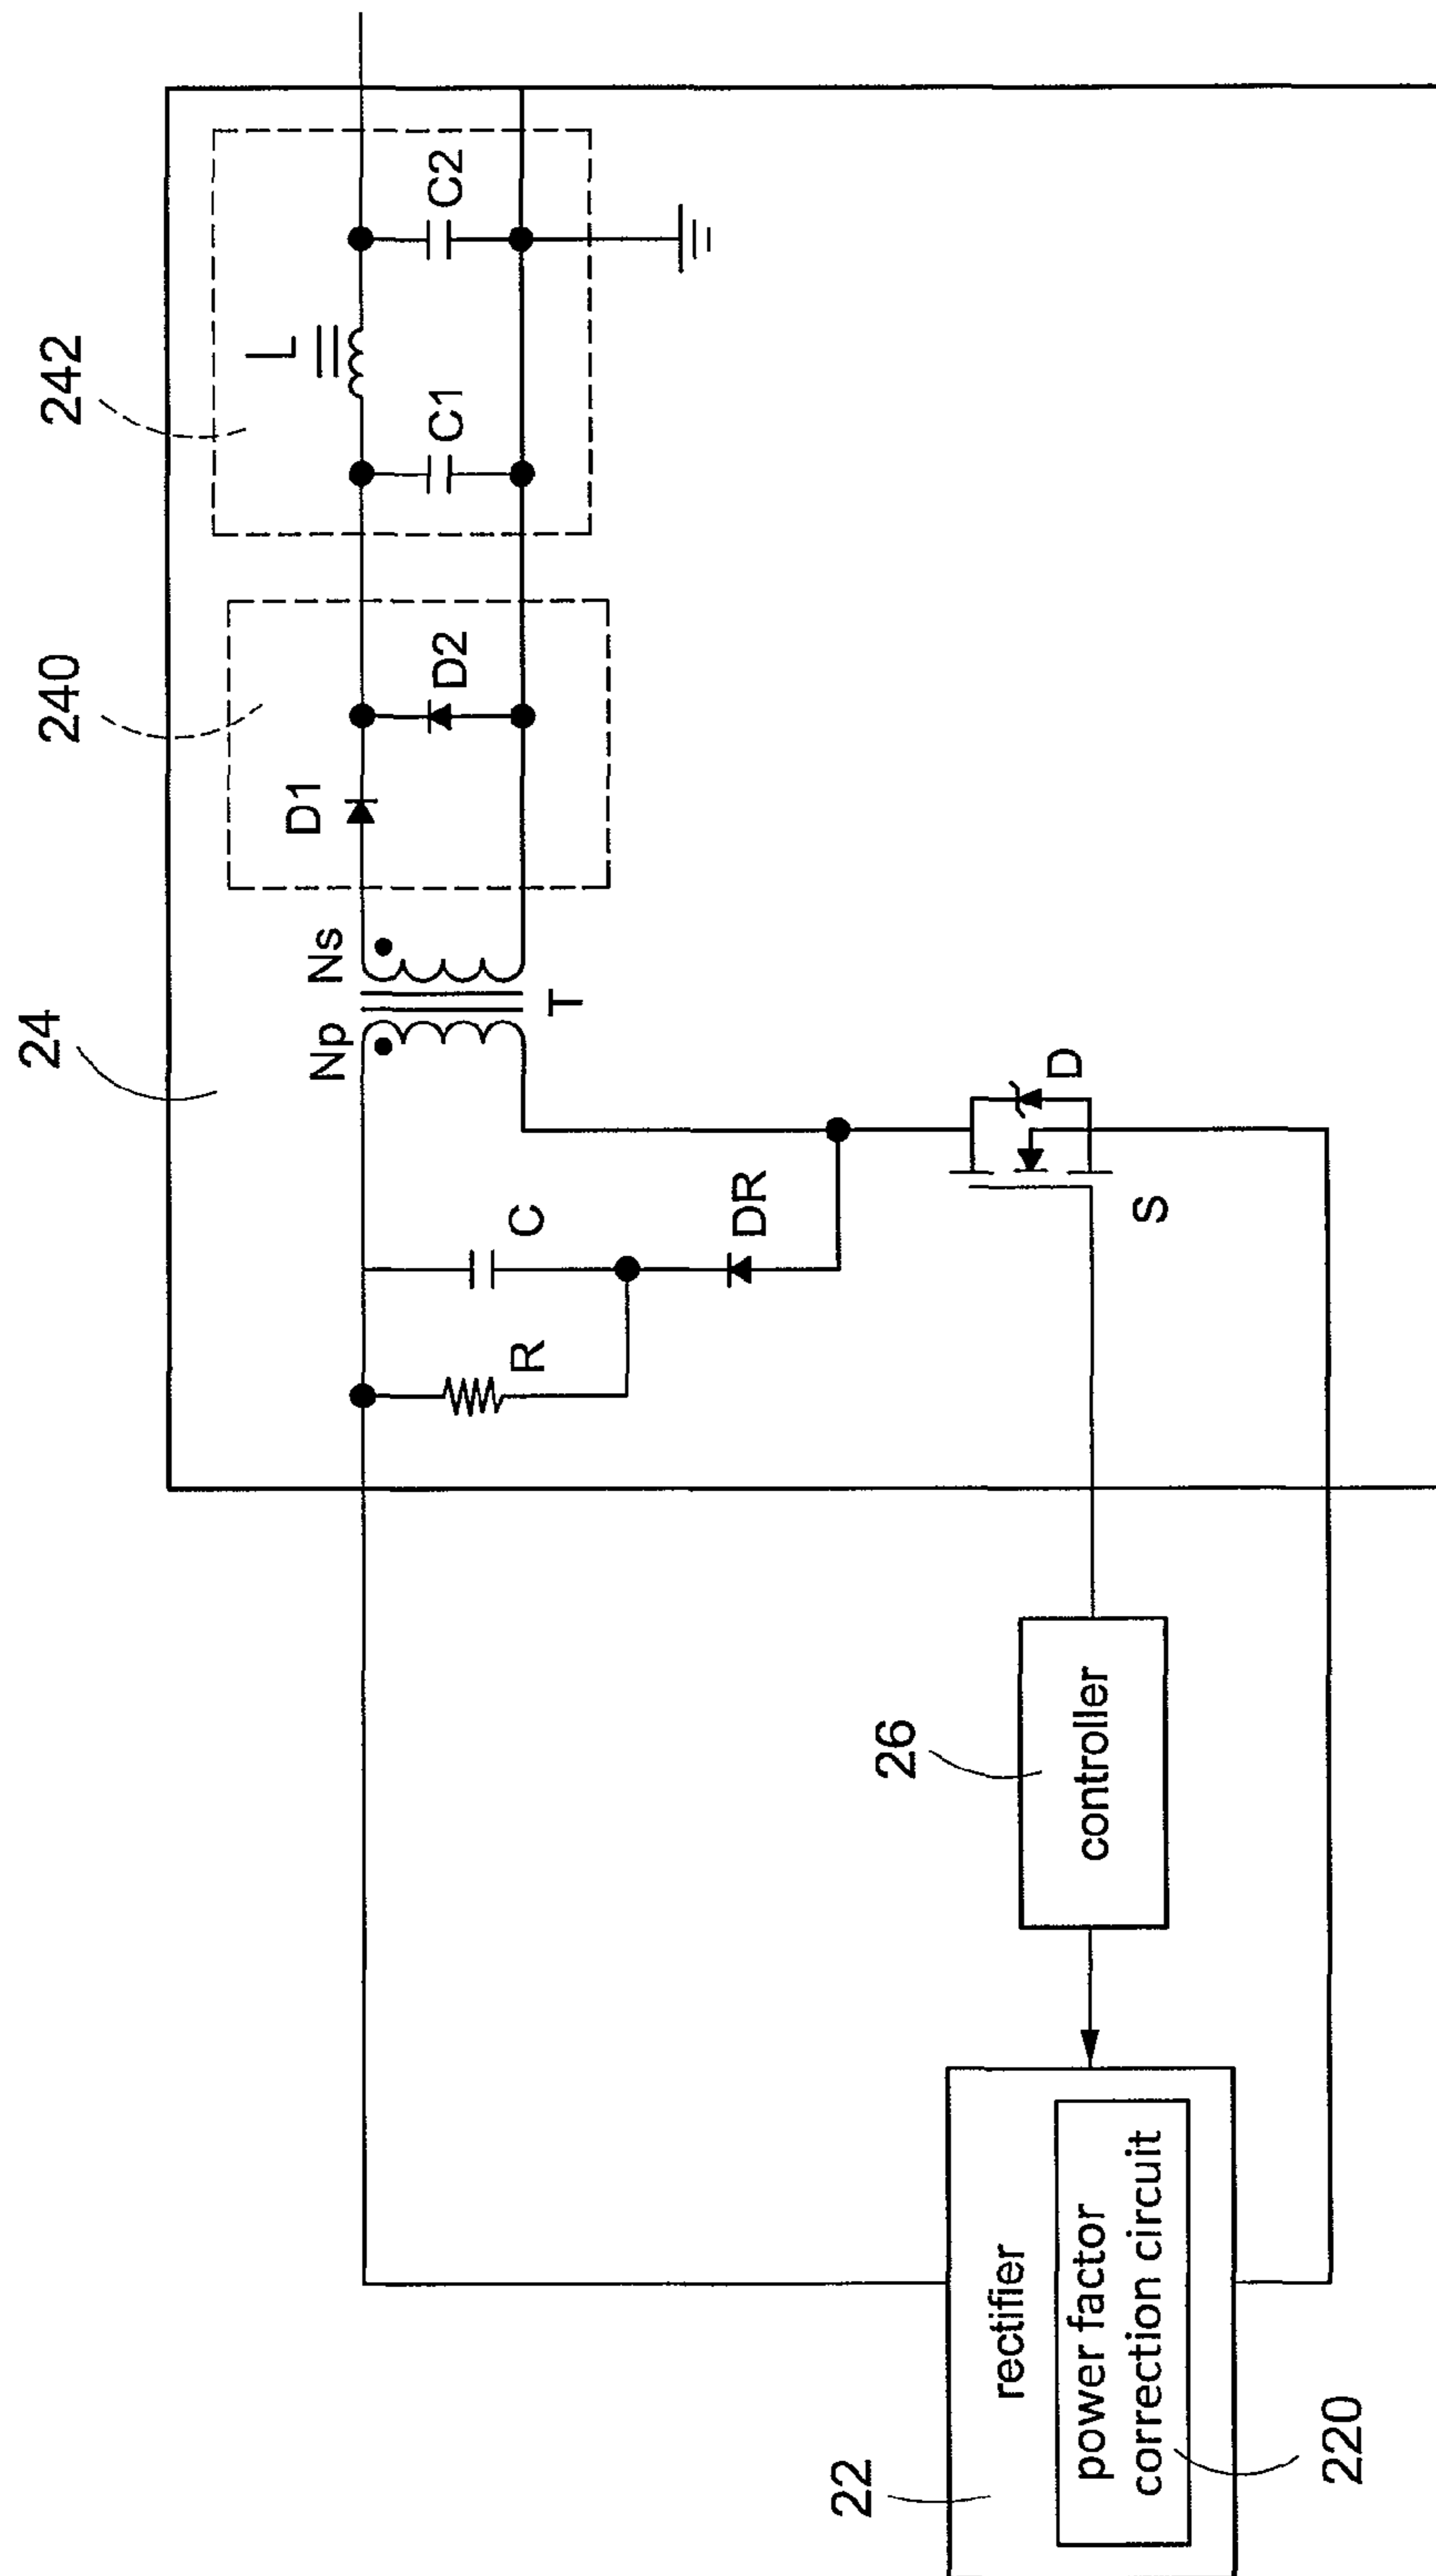 24
240
242
Np
Ns
D1
D2
L
C1
C2
T
R
C
DR
D
S
26
controller
22
rectifier
power factor
correction circuit
220